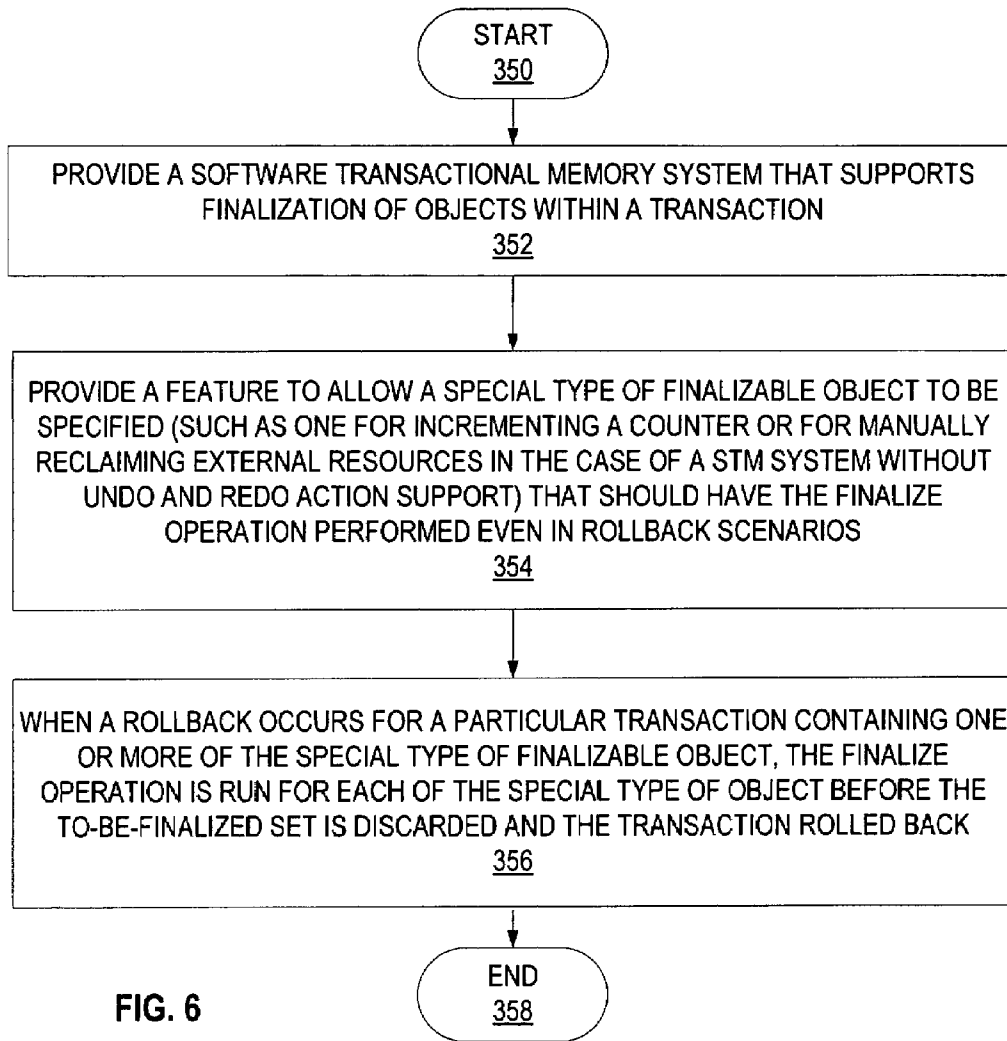 START
350
PROVIDE A SOFTWARE TRANSACTIONAL MEMORY SYSTEM THAT SUPPORTS
FINALIZATION OF OBJECTS WITHIN A TRANSACTION
352
PROVIDE A FEATURE TO ALLOW A SPECIAL TYPE OF FINALIZABLE OBJECT TO BE
SPECIFIED (SUCH AS ONE FOR INCREMENTING A COUNTER OR FOR MANUALLY
RECLAIMING EXTERNAL RESOURCES IN THE CASE OF A STM SYSTEM WITHOUT
UNDO AND REDO ACTION SUPPORT) THAT SHOULD HAVE THE FINALIZE
OPERATION PERFORMED EVEN IN ROLLBACK SCENARIOS
354
WHEN A ROLLBACK OCCURS FOR A PARTICULAR TRANSACTION CONTAINING ONE
OR MORE OF THE SPECIAL TYPE OF FINALIZABLE OBJECT, THE FINALIZE
OPERATION IS RUN FOR EACH OF THE SPECIAL TYPE OF OBJECT BEFORE THE
TO-BE-FINALIZED SET IS DISCARDED AND THE TRANSACTION ROLLED BACK
356
END
358
FIG. 6